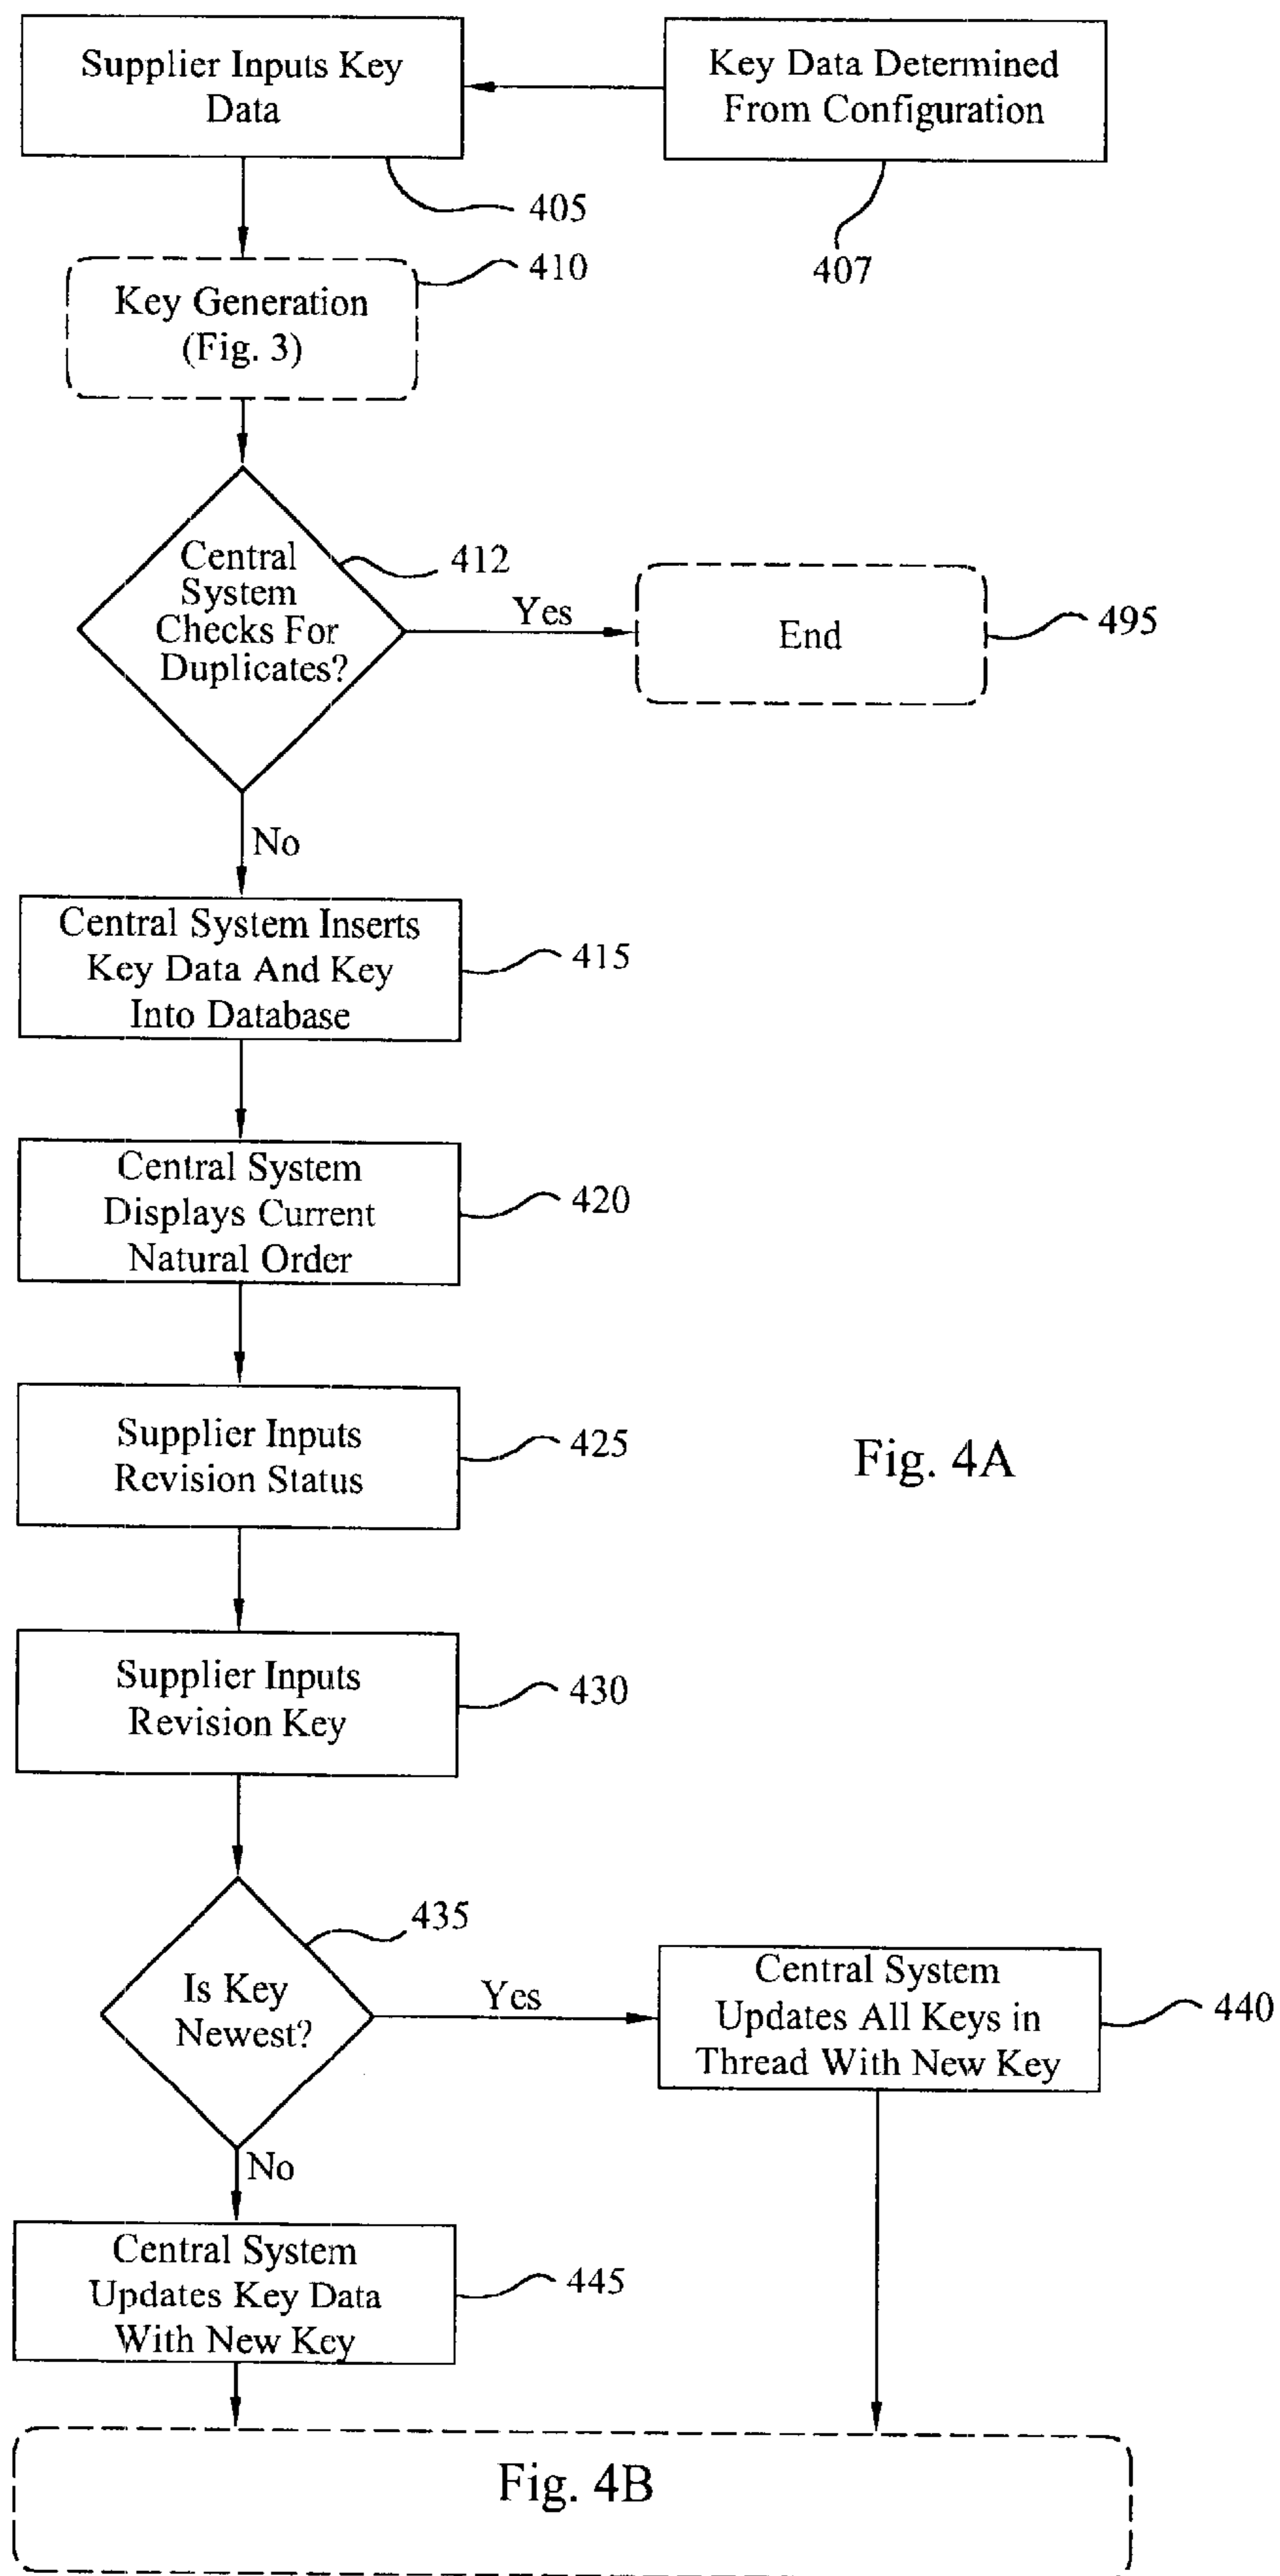 Supplier Inputs Key
Data
Key Data Determined
From Configuration
405
407
Key Generation
(Fig. 3)
410
Central
System
Checks For
Duplicates?
412
Yes
End
495
No
Central System Inserts
Key Data And Key
Into Database
415
Central System
Displays Current
Natural Order
420
Supplier Inputs
Revision Status
425
Fig. 4A
Supplier Inputs
Revision Key
430
Is Key
Newest?
435
Yes
Central System
Updates All Keys in
Thread With New Key
440
No
Central System
Updates Key Data
With New Key
445
Fig. 4B